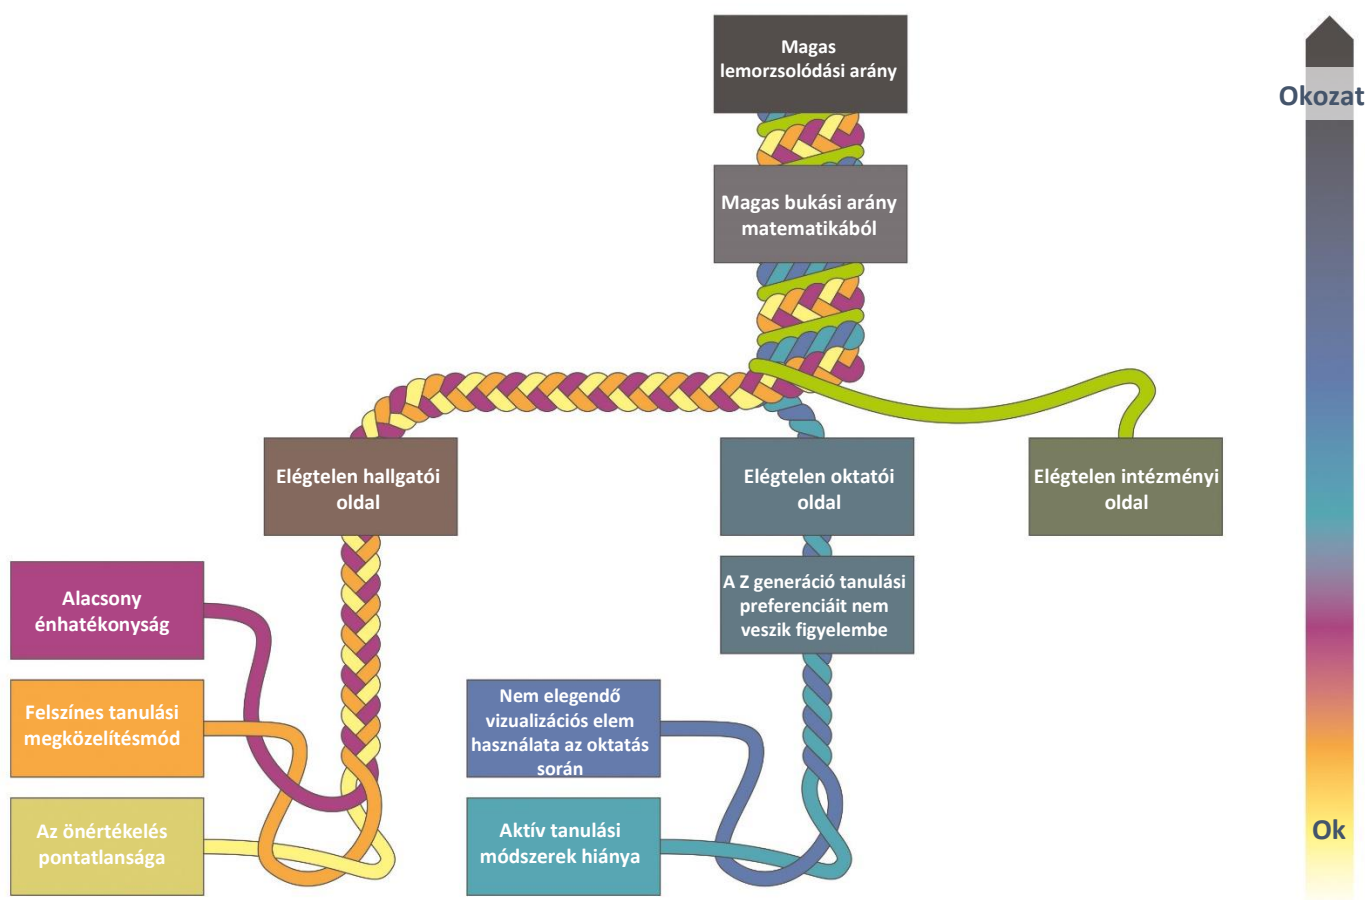 Magas
lemorzsolódási arány
Okozat
Magas bukási arány
matematikából
Elégtelen hallgatói
oldal
Elégtelen oktatói
oldal
Elégtelen intézményi
oldal
A Z generáció tanulási
preferenciáit nem
veszik figyelembe
Alacsony
énhatékonyság
Felszínes tanulási
megközelítésmód
Nem elegendő
vizualizációs elem
használata az oktatás
során
Az önértékelés
pontatlansága
Aktív tanulási
módszerek hiánya
Ok